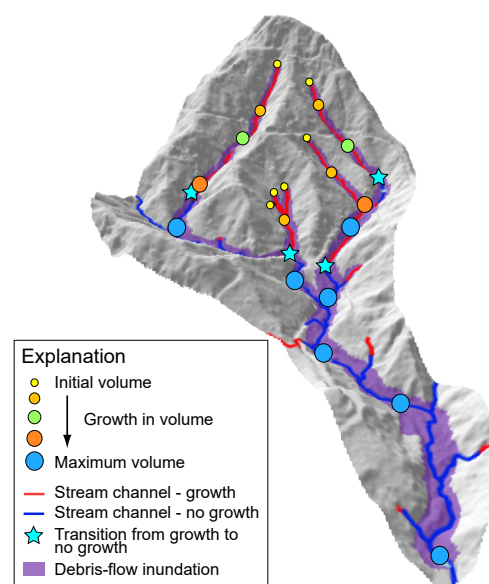 Explanation
Initial volume
Growth in volume
Maximum volume
Stream channel - growth
Stream channel - no growth
Transition from growth to
no growth
Debris-flow inundation